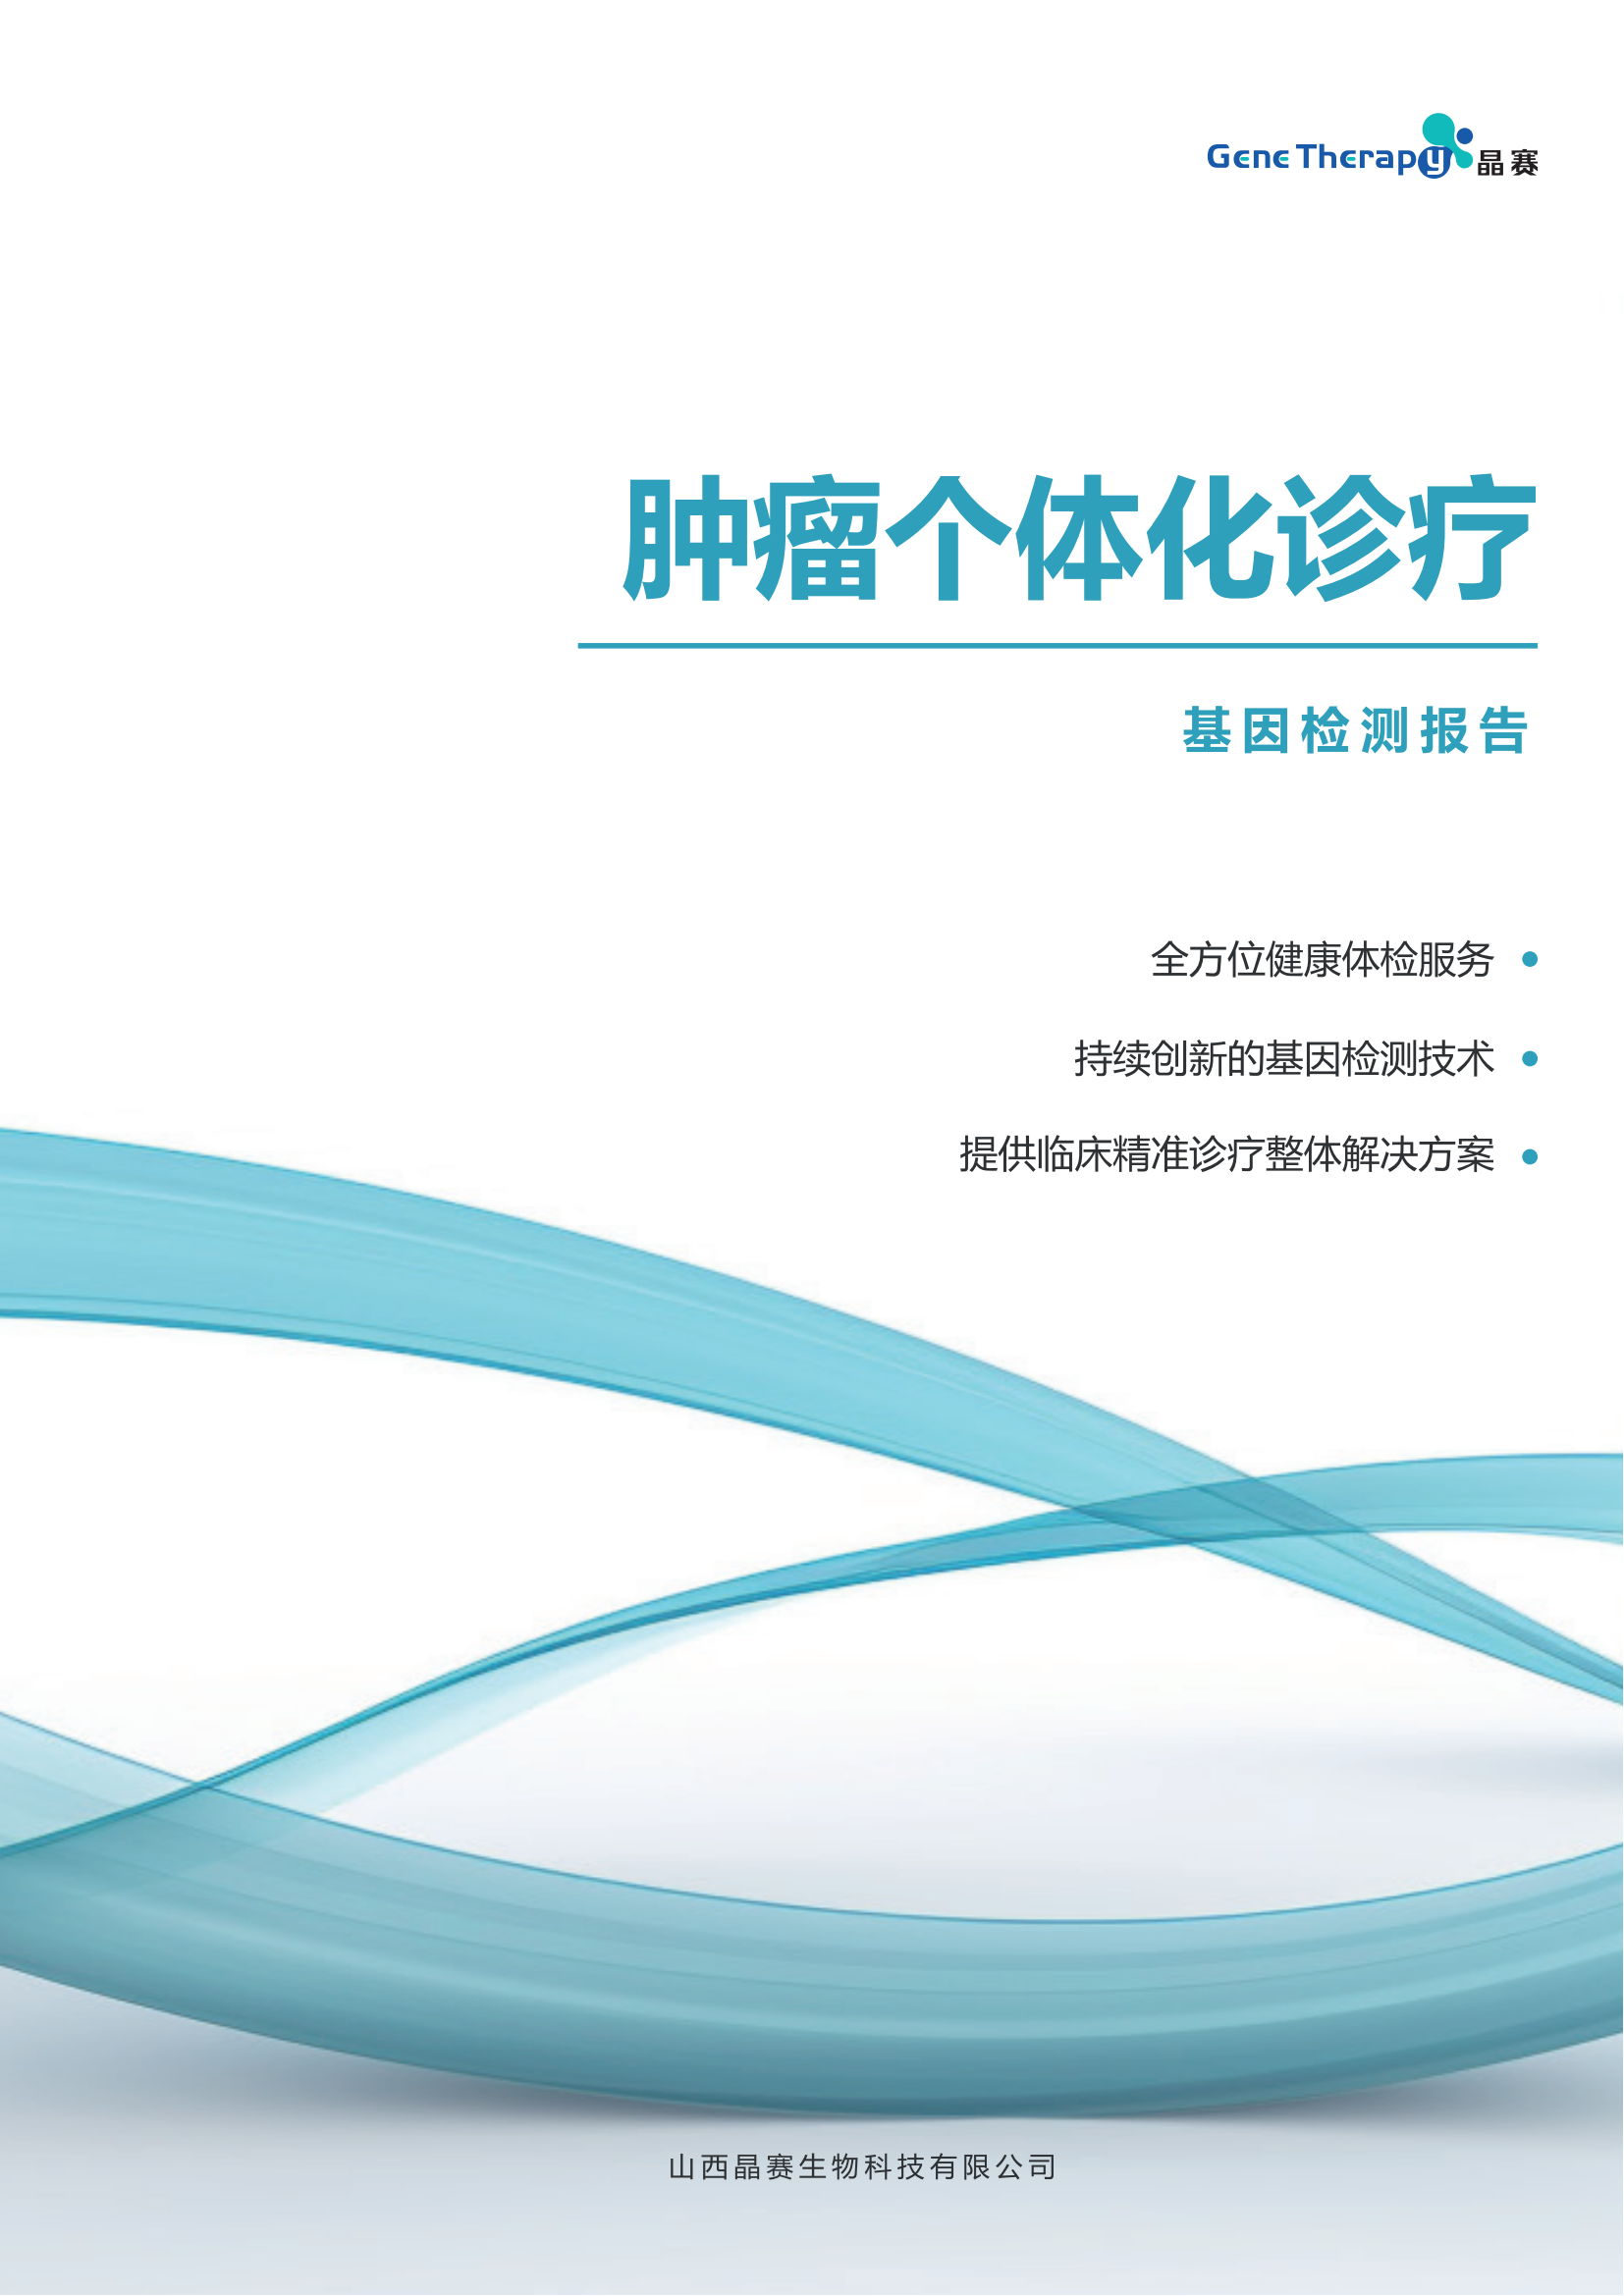 Gene Therapy 晶赛
肿瘤个体化诊疗
基因检测报告
全方位健康体检服务
持续创新的基因检测技术
提供临床精准诊疗整体解决方案
山西晶赛生物科技有限公司